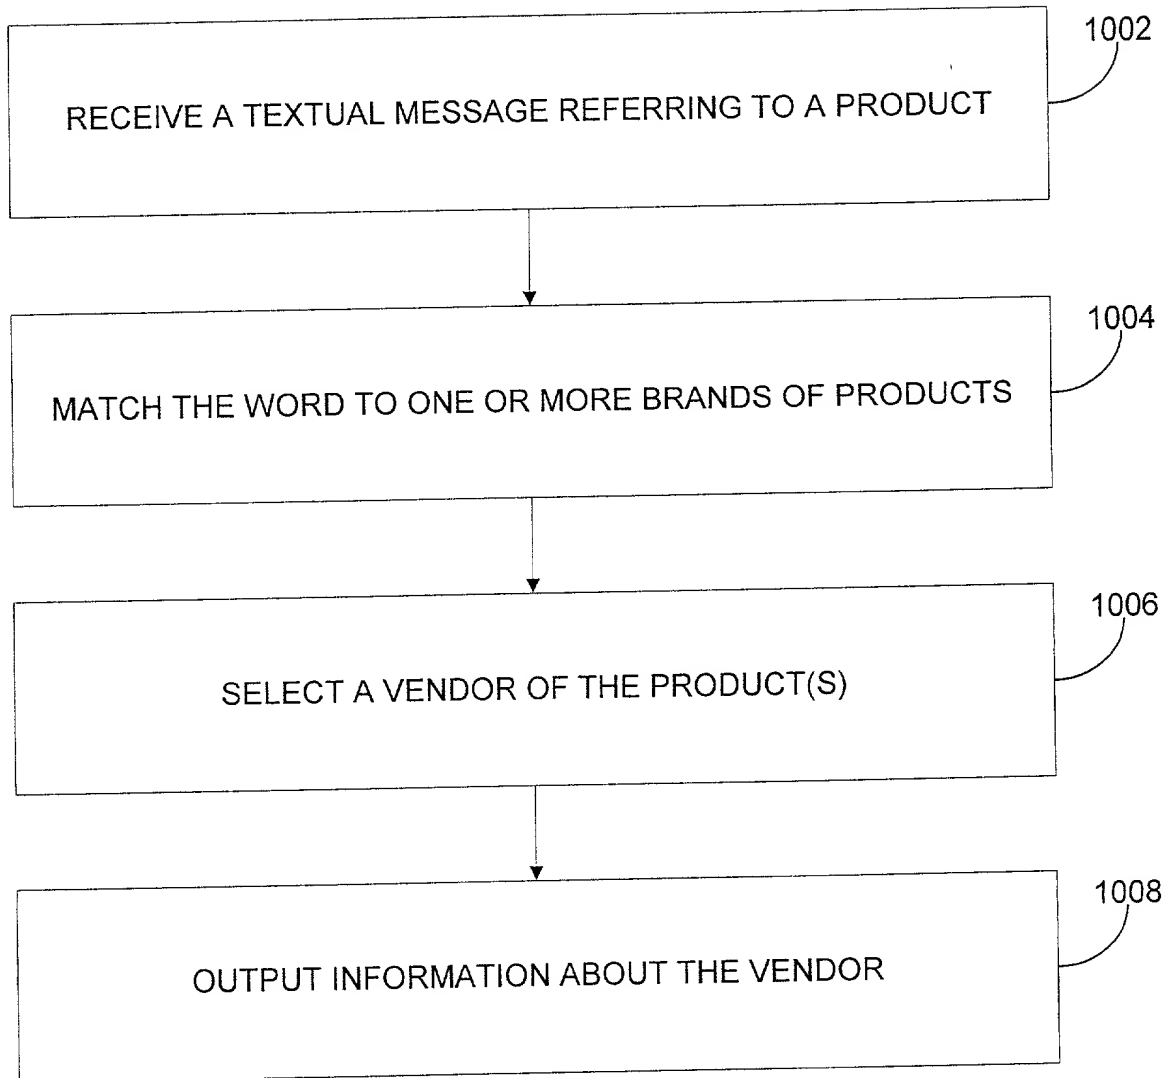 1002
RECEIVE A TEXTUAL MESSAGE REFERRING TO A PRODUCT
1004
MATCH THE WORD TO ONE OR MORE BRANDS OF PRODUCTS
1006
SELECT A VENDOR OF THE PRODUCT(S)
1008
OUTPUT INFORMATION ABOUT THE VENDOR